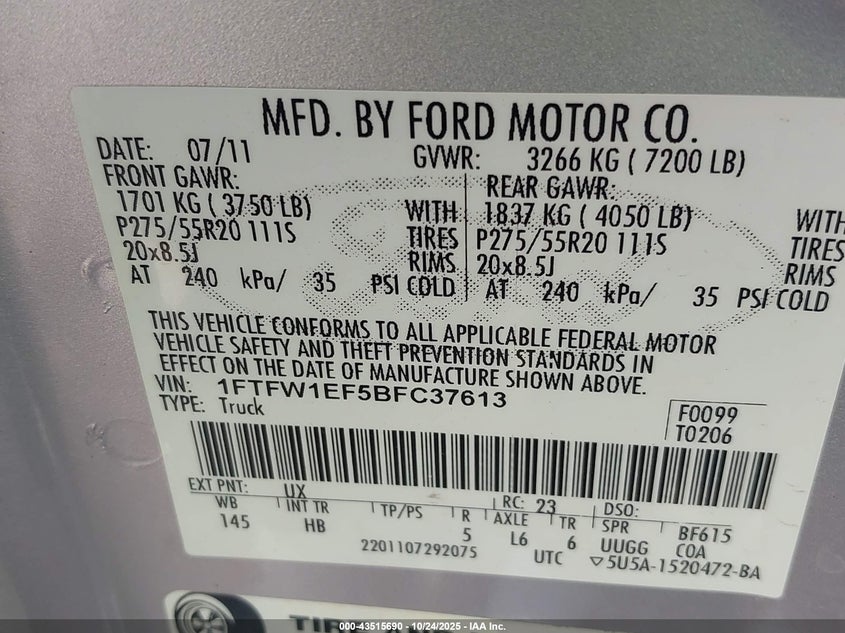 MFD. BY FORD MOTOR CO.
DATE: 07/11 GVWR: 3266 KG ( 7200 LB)
FRONT GAWR: REAR GAWR:
1701 KG ( 3750 LB) WITH 1837 KG ( 4050 LB) WITH
P275/55R20 111S TIRES P275/55R20 111S TIRES
20x8.5J RIMS 20x8.5J RIMS
AT 240 kPa/ 35 PSI COLD AT 240 kPa/ 35 PSI COLD
THIS VEHICLE CONFORMS TO ALL APPLICABLE FEDERAL MOTOR
VEHICLE SAFETY AND THEFT PREVENTION STANDARDS IN
EFFECT ON THE DATE OF MANUFACTURE SHOWN ABOVE.
VIN: 1FTFW1EF5BFC37613
TYPE: Truck F0099
T0206
EXT PNT: UX RC: 23 DSO:
WB INT TR TP/PS R AXLE TR SPR BF615
145 HB 5 L6 6 UUGG COA
2201107292075 UTC ▽5U5A-1520472-BA
000-43515690 - 10/24/2025 - IAA Inc.